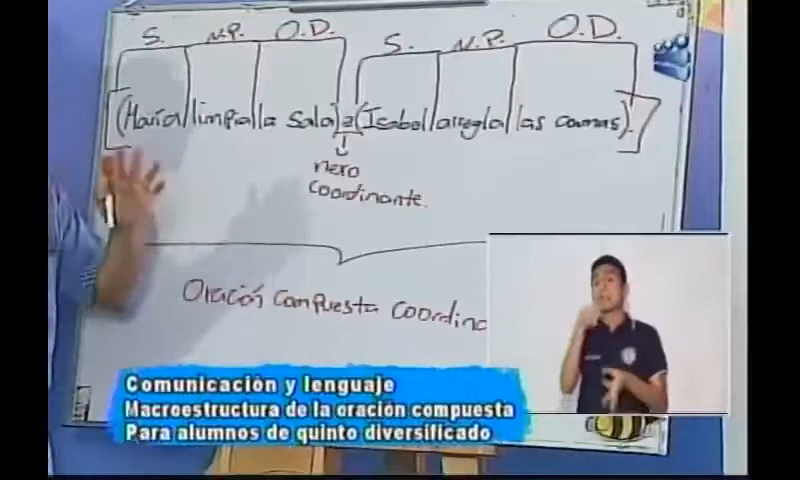 S. N.P. O.D. S. N.P. O.D.
[(María/limpia/la sala) e (Isabel/arregla/las camas).]
nexo
coordinante.
Oración compuesta coordina
Comunicación y lenguaje
Macroestructura de la oración compuesta
Para alumnos de quinto diversificado